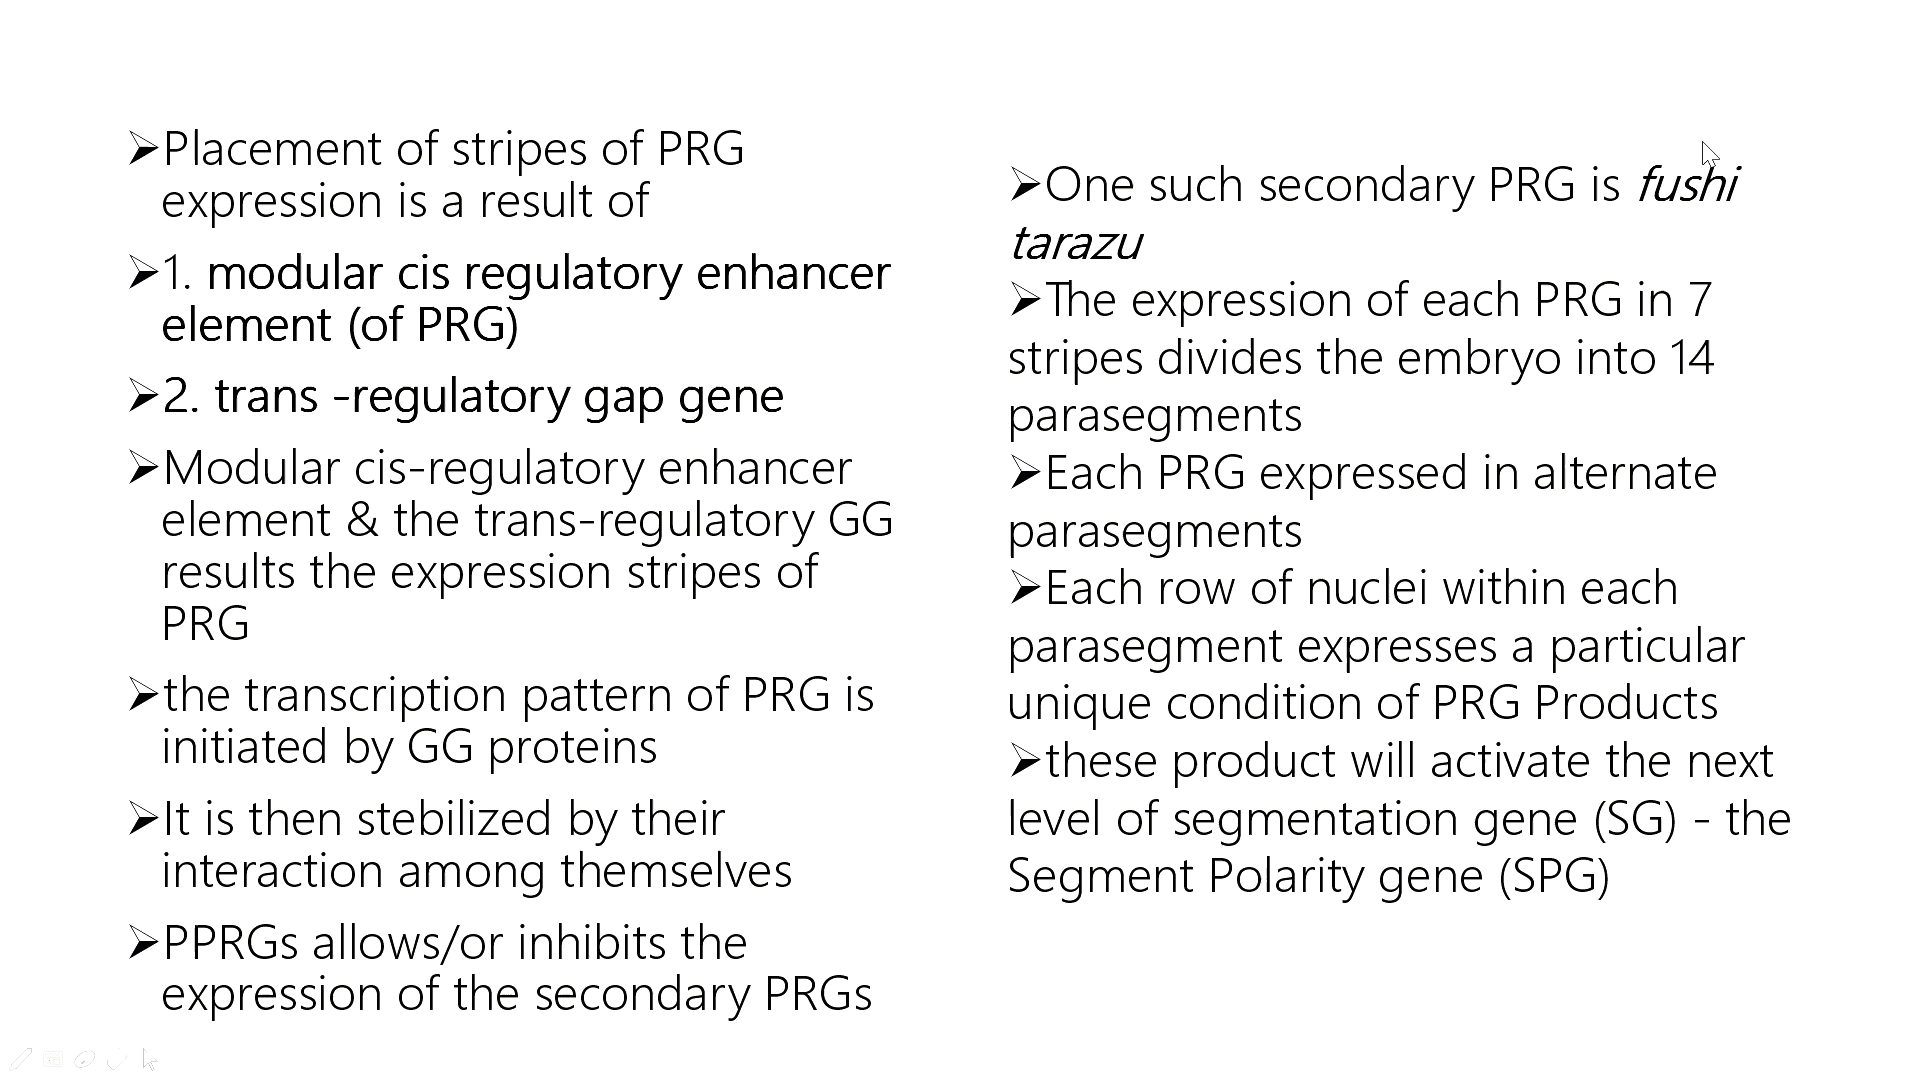 ➢Placement of stripes of PRG
expression is a result of
➢1. modular cis regulatory enhancer
element (of PRG)
➢2. trans -regulatory gap gene
➢Modular cis-regulatory enhancer
element & the trans-regulatory GG
results the expression stripes of
PRG
➢the transcription pattern of PRG is
initiated by GG proteins
➢It is then stebilized by their
interaction among themselves
➢PPRGs allows/or inhibits the
expression of the secondary PRGs
➢One such secondary PRG is fushi
tarazu
➢The expression of each PRG in 7
stripes divides the embryo into 14
parasegments
➢Each PRG expressed in alternate
parasegments
➢Each row of nuclei within each
parasegment expresses a particular
unique condition of PRG Products
➢these product will activate the next
level of segmentation gene (SG) - the
Segment Polarity gene (SPG)